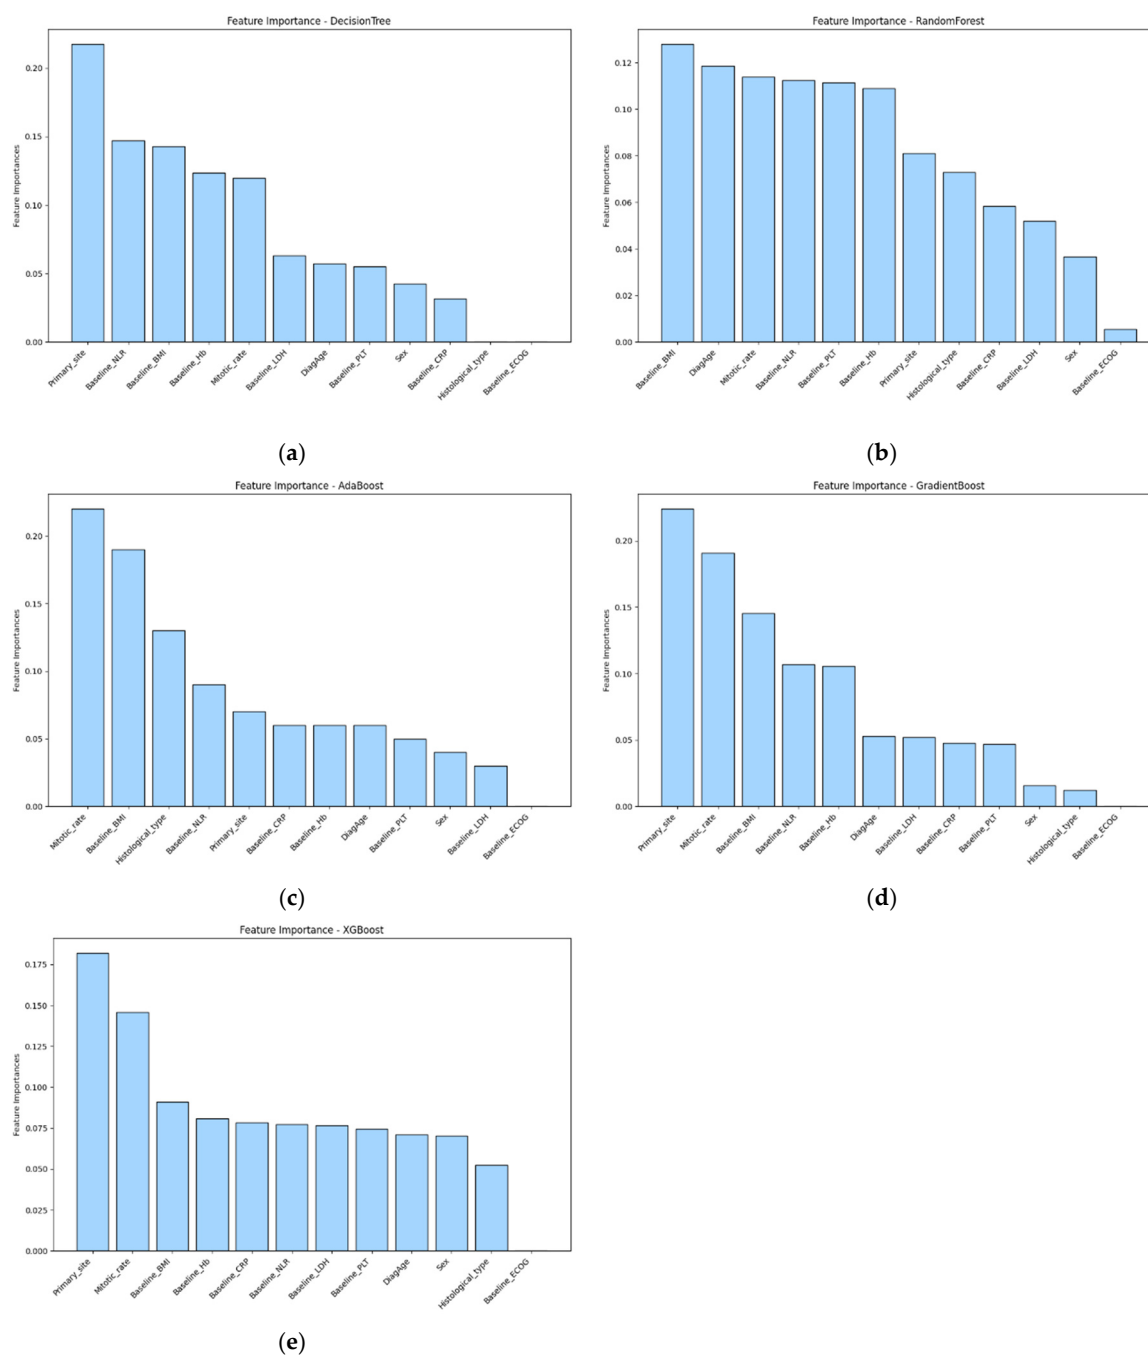 Feature Importance - DecisionTree
Feature Importances
0.20
0.15
0.10
0.05
0.00
Primary_site
Baseline_NLR
Baseline_BMI
Baseline_Hb
Mitotic_rate
Baseline_LDH
DiagAge
Baseline_PLT
Sex
Baseline_CRP
Histological_type
Baseline_ECOG
(a)
Feature Importance - RandomForest
Feature Importances
0.12
0.10
0.08
0.06
0.04
0.02
0.00
Baseline_BMI
DiagAge
Mitotic_rate
Baseline_NLR
Baseline_PLT
Baseline_Hb
Primary_site
Histological_type
Baseline_CRP
Baseline_LDH
Sex
Baseline_ECOG
(b)
Feature Importance - AdaBoost
Feature Importances
0.20
0.15
0.10
0.05
0.00
Mitotic_rate
Baseline_BMI
Histological_type
Baseline_NLR
Primary_site
Baseline_CRP
Baseline_Hb
DiagAge
Baseline_PLT
Sex
Baseline_LDH
Baseline_ECOG
(c)
Feature Importance - GradientBoost
Feature Importances
0.20
0.15
0.10
0.05
0.00
Primary_site
Mitotic_rate
Baseline_BMI
Baseline_NLR
Baseline_Hb
DiagAge
Baseline_LDH
Baseline_CRP
Baseline_PLT
Sex
Histological_type
Baseline_ECOG
(d)
Feature Importance - XGBoost
Feature Importances
0.175
0.150
0.125
0.100
0.075
0.050
0.025
0.000
Primary_site
Mitotic_rate
Baseline_BMI
Baseline_Hb
Baseline_CRP
Baseline_NLR
Baseline_LDH
Baseline_PLT
DiagAge
Sex
Histological_type
Baseline_ECOG
(e)